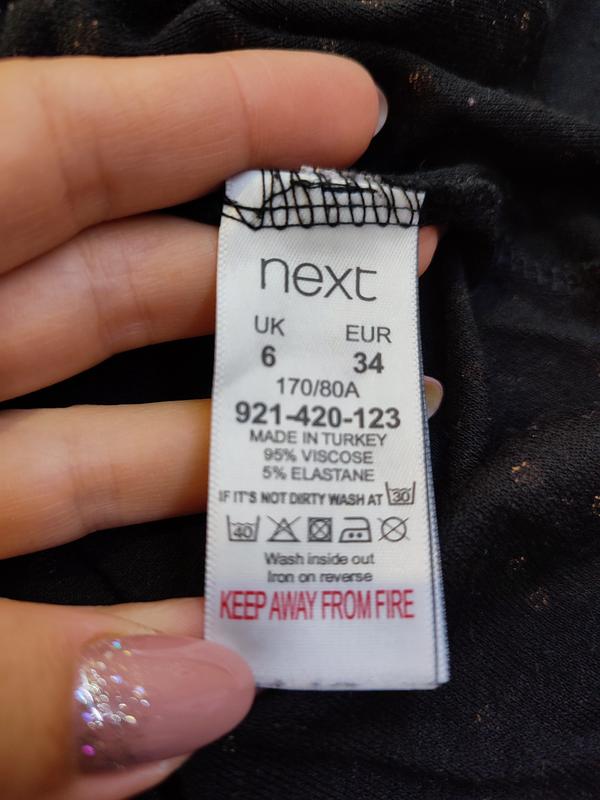 next
UK EUR
6 34
170/80A
921-420-123
MADE IN TURKEY
95% VISCOSE
5% ELASTANE
IF IT'S NOT DIRTY WASH AT 30
40
Wash inside out
Iron on reverse
KEEP AWAY FROM FIRE